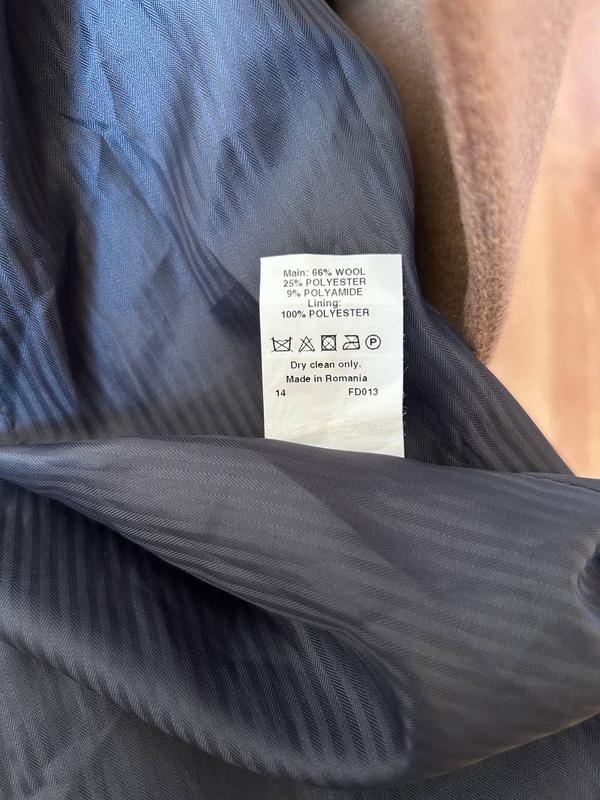 Main: 66% WOOL
25% POLYESTER
9% POLYAMIDE
Lining:
100% POLYESTER
P
Dry clean only.
Made in Romania
14 FD013